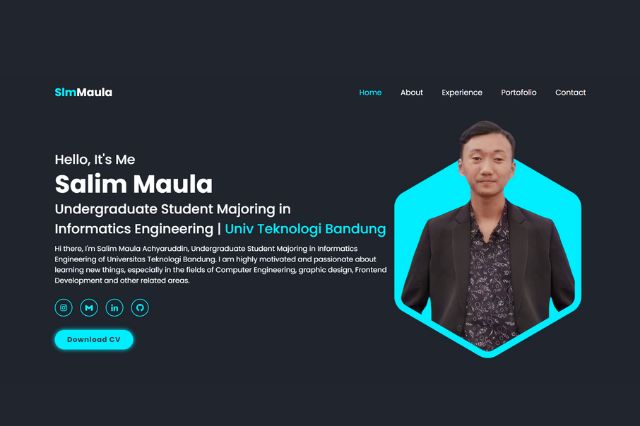 SlmMaula
Home About Experience Portofolio Contact
Hello, It's Me
Salim Maula
Undergraduate Student Majoring in
Informatics Engineering | Univ Teknologi Bandung
Hi there, I'm Salim Maula Achyaruddin, Undergraduate Student Majoring in Informatics
Engineering of Universitas Teknologi Bandung. I am highly motivated and passionate about
learning new things, especially in the fields of Computer Engineering, graphic design, Frontend
Development and other related areas.
Download CV